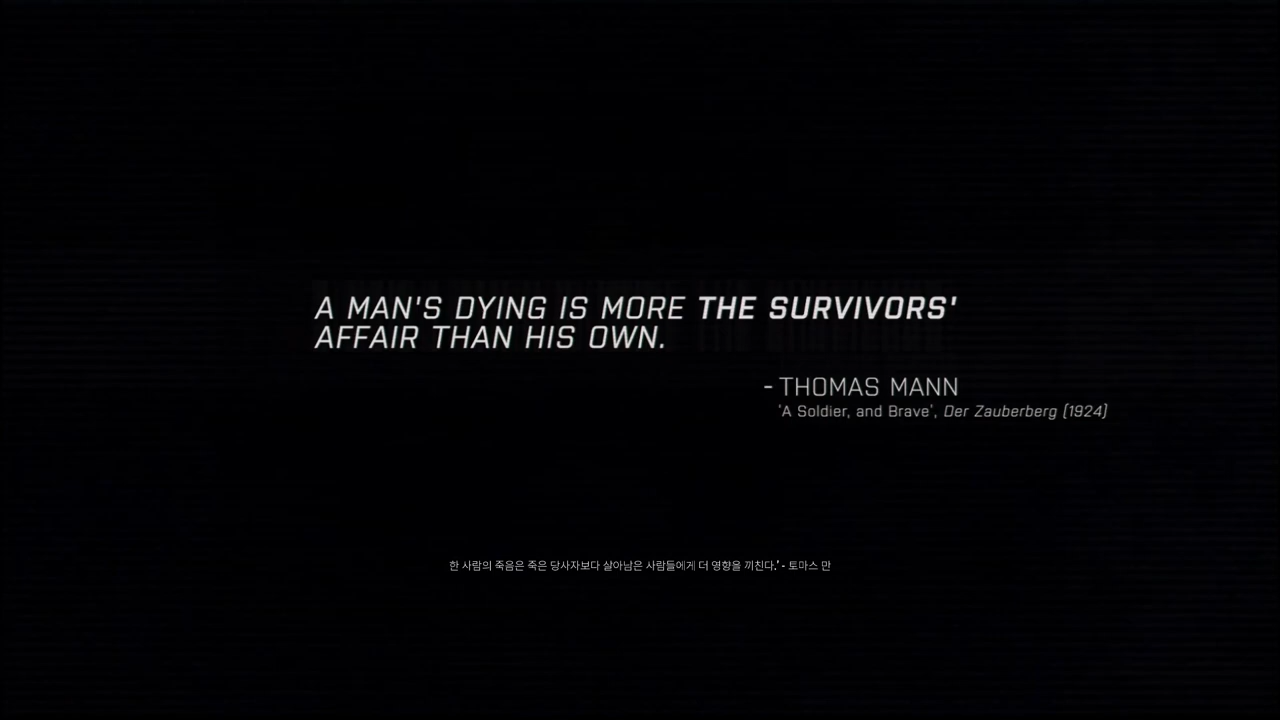 A MAN'S DYING IS MORE THE SURVIVORS'
AFFAIR THAN HIS OWN.
- THOMAS MANN
'A Soldier, and Brave', Der Zauberberg (1924)
한 사람의 죽음은 죽은 당사자보다 살아남은 사람들에게 더 영향을 끼친다.' - 토마스 만